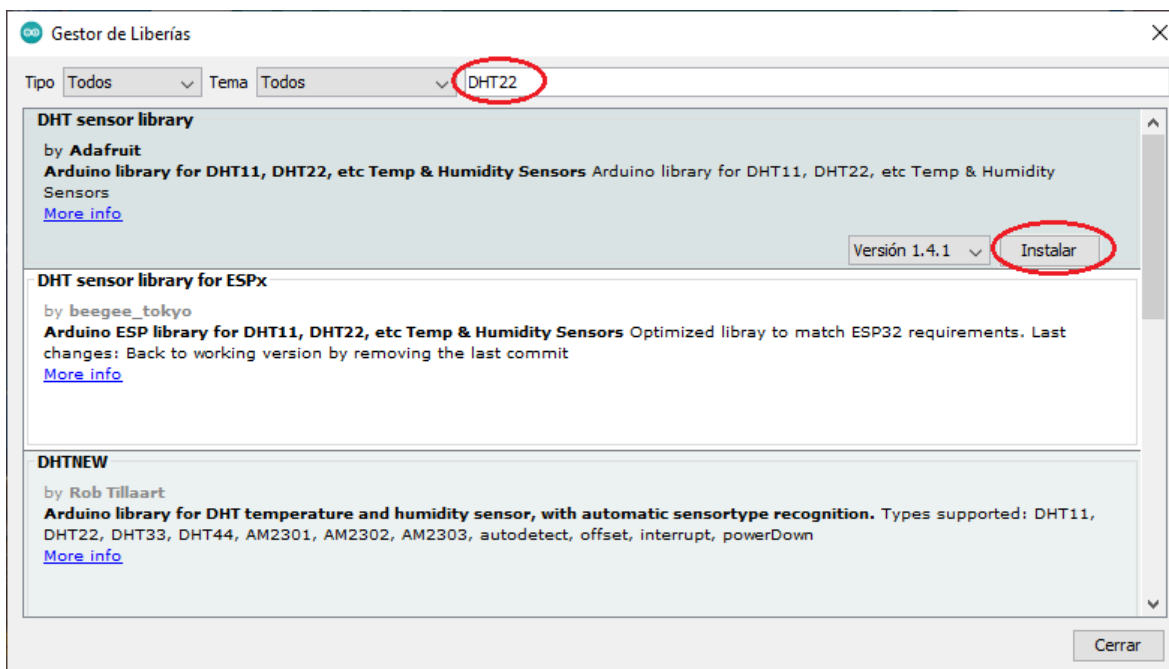 Gestor de Liberías
Tipo Todos Tema Todos DHT22
DHT sensor library
by Adafruit
Arduino library for DHT11, DHT22, etc Temp & Humidity Sensors Arduino library for DHT11, DHT22, etc Temp & Humidity
Sensors
More info
Versión 1.4.1 Instalar
DHT sensor library for ESPx
by beegee_tokyo
Arduino ESP library for DHT11, DHT22, etc Temp & Humidity Sensors Optimized libray to match ESP32 requirements. Last
changes: Back to working version by removing the last commit
More info
DHTNEW
by Rob Tillaart
Arduino library for DHT temperature and humidity sensor, with automatic sensortype recognition. Types supported: DHT11,
DHT22, DHT33, DHT44, AM2301, AM2302, AM2303, autodetect, offset, interrupt, powerDown
More info
Cerrar